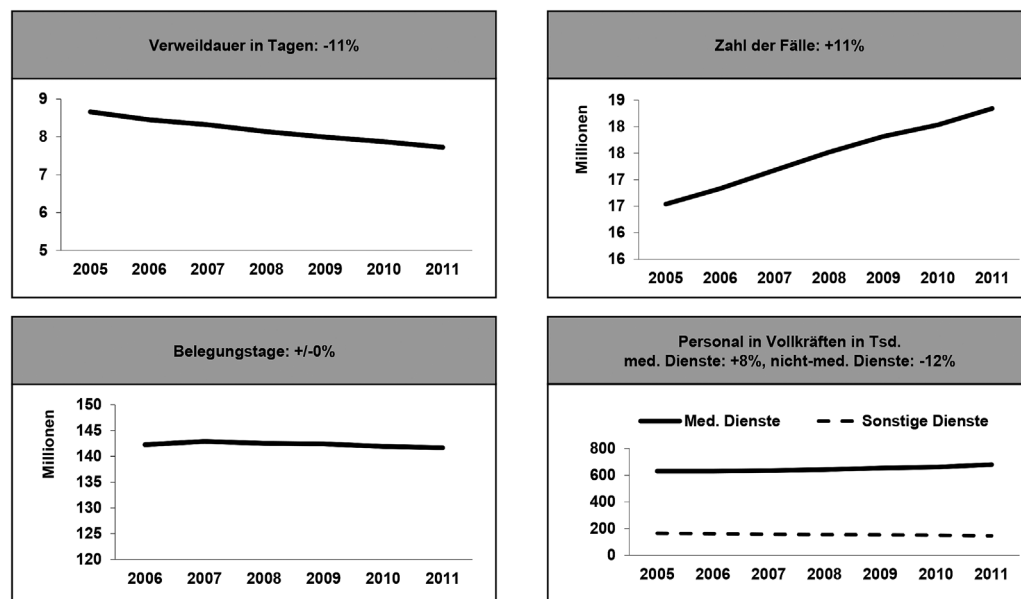 Verweildauer in Tagen: -11%
9
8
7
6
5
2005 2006 2007 2008 2009 2010 2011
Zahl der Fälle: +11%
Millionen
19
18
18
17
17
16
16
2005 2006 2007 2008 2009 2010 2011
Belegungstage: +/-0%
Millionen
150
145
140
135
130
125
120
2006 2007 2008 2009 2010 2011
Personal in Vollkräften in Tsd.
med. Dienste: +8%, nicht-med. Dienste: -12%
Med. Dienste Sonstige Dienste
800
600
400
200
0
2005 2006 2007 2008 2009 2010 2011